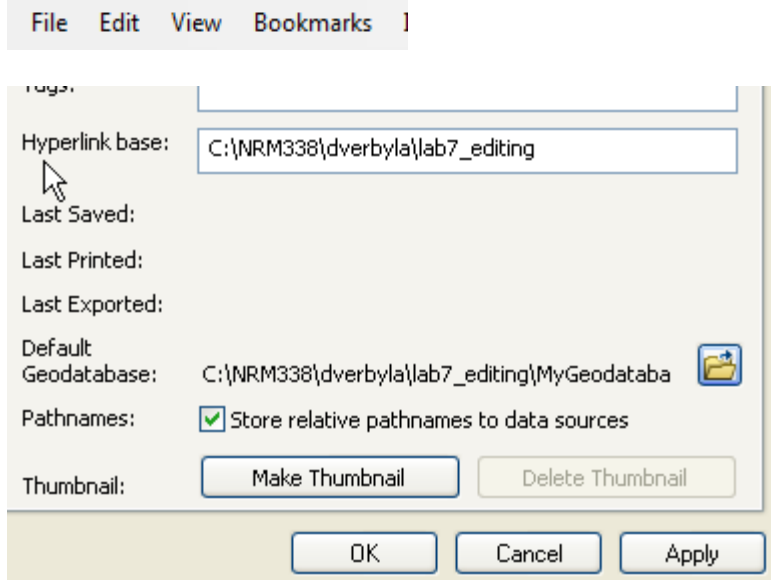 File Edit View Bookmarks
Tags:
Hyperlink base: C:\NRM338\dverbyla\lab7_editing
Last Saved:
Last Printed:
Last Exported:
Default
Geodatabase: C:\NRM338\dverbyla\lab7_editing\MyGeodataba
Pathnames: Store relative pathnames to data sources
Thumbnail: Make Thumbnail Delete Thumbnail
OK Cancel Apply